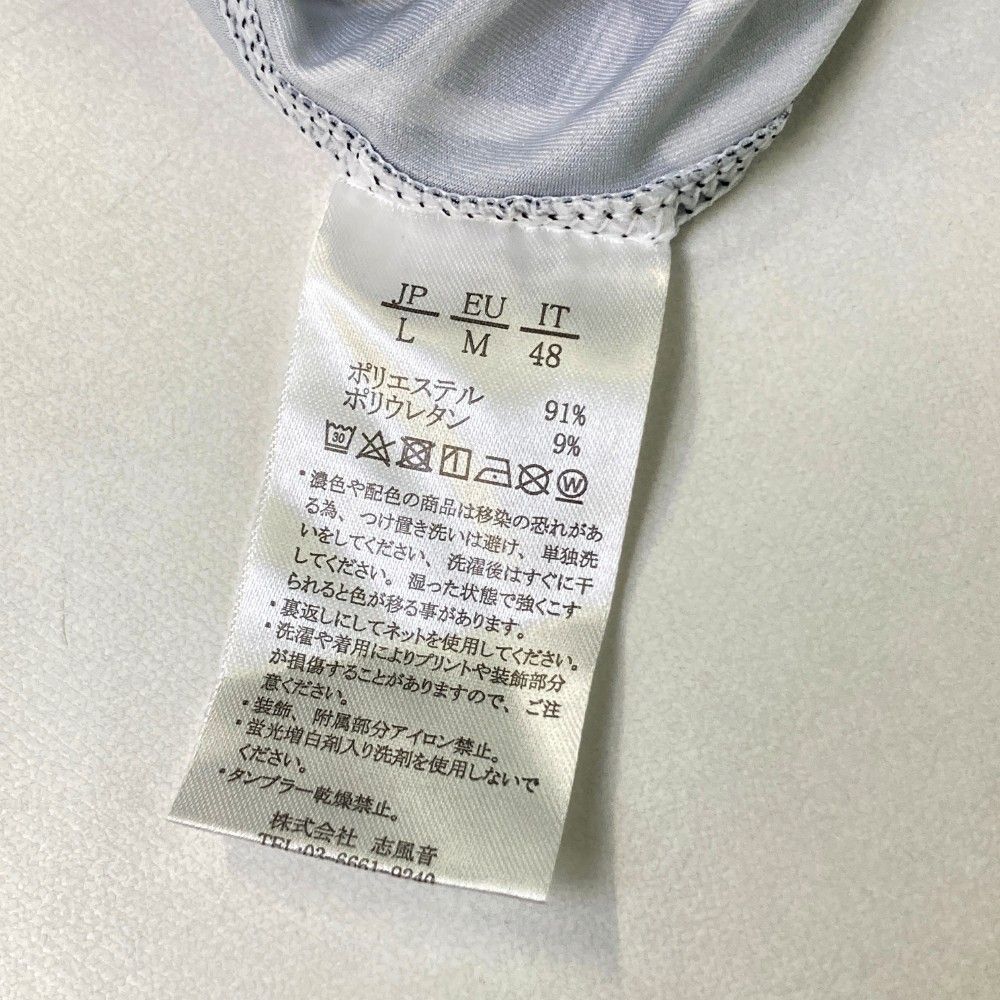 JP EU IT
L M 48
ポリエステル 91%
ポリウレタン 9%
30 W
・濃色や配色の商品は移染の恐れがあ
る為、つけ置き洗いは避け、単独洗
いをしてください、洗濯後はすぐに干
してください。湿った状態で強くこす
られると色が移る事があります。
・裏返しにしてネットを使用してください。
・洗濯や着用によりプリントや装飾部分
が損傷することがありますので、ご注
意ください。
・装飾、附属部分アイロン禁止。
・蛍光増白剤入り洗剤を使用しないで
ください。
・タンブラー乾燥禁止。
株式会社 志風音
TEL:03-6661-9240